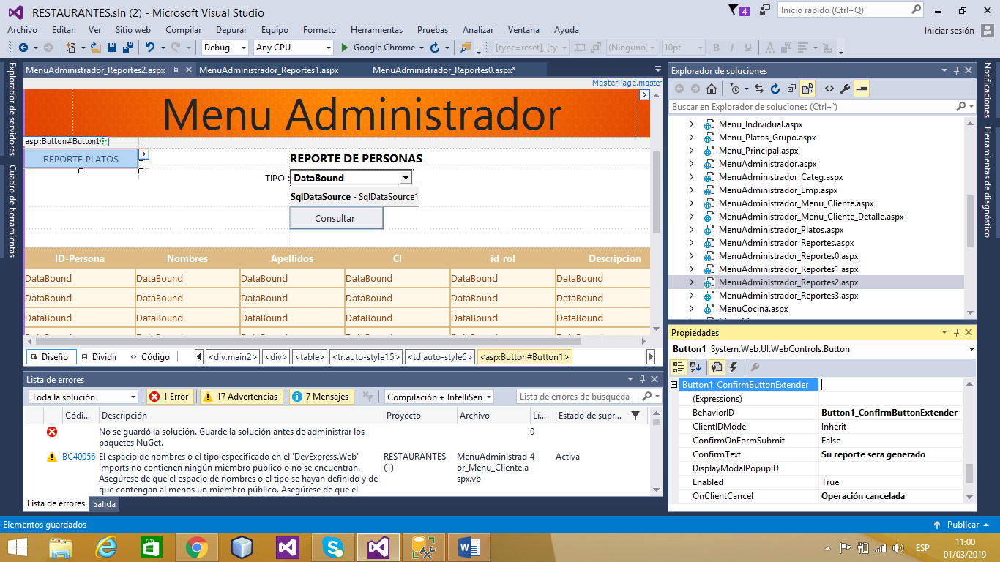 RESTAURANTES.sln (2) - Microsoft Visual Studio
4
Inicio rápido (Ctrl+Q)
Archivo Editar Ver Sitio web Compilar Depurar Equipo Formato Herramientas Pruebas Analizar Ventana Ayuda
Iniciar sesión
Debug Any CPU Google Chrome [type=reset], [ty (Ninguno) 10pt
Explorador de servidores
Cuadro de herramientas
MenuAdministrador_Reportes2.aspx MenuAdministrador_Reportes1.aspx MenuAdministrador_Reportes0.aspx*
MasterPage.master
Menu Administrador
asp:Button#Button1
REPORTE PLATOS
REPORTE DE PERSONAS
TIPO : DataBound
SqlDataSource - SqlDataSource1
Consultar
ID-Persona Nombres Apellidos CI id_rol Descripcion
DataBound DataBound DataBound DataBound DataBound DataBound
DataBound DataBound DataBound DataBound DataBound DataBound
DataBound DataBound DataBound DataBound DataBound DataBound
Diseño Dividir Código <div.main2> <div> <table> <tr.auto-style15> <td.auto-style6> <asp:Button#Button1>
Lista de errores
Toda la solución 1 Error 17 Advertencias 7 Mensajes Compilación + IntelliSen Lista de errores de búsqueda
Códi... Descripción Proyecto Archivo Lí... Estado de supr...
No se guardó la solución. Guarde la solución antes de administrar los 0
paquetes NuGet.
BC40056 El espacio de nombres o el tipo especificado en el 'DevExpress.Web' RESTAURANTES MenuAdministrad 4 Activa
Imports no contienen ningún miembro público o no se encuentran. (1) or_Menu_Cliente.a
Asegúrese de que el espacio de nombres o el tipo se hayan definido y de spx.vb
que contengan al menos un miembro público. Asegúrese de que el
Lista de errores Salida
Explorador de soluciones
Buscar en Explorador de soluciones (Ctrl+¨)
Menu_Individual.aspx
Menu_Platos_Grupo.aspx
Menu_Principal.aspx
MenuAdministrador.aspx
MenuAdministrador_Categ.aspx
MenuAdministrador_Emp.aspx
MenuAdministrador_Menu_Cliente.aspx
MenuAdministrador_Menu_Cliente_Detalle.aspx
MenuAdministrador_Platos.aspx
MenuAdministrador_Reportes.aspx
MenuAdministrador_Reportes0.aspx
MenuAdministrador_Reportes1.aspx
MenuAdministrador_Reportes2.aspx
MenuAdministrador_Reportes3.aspx
MenuCocina.aspx
Propiedades
Button1 System.Web.UI.WebControls.Button
Button1_ConfirmButtonExtender
(Expressions)
BehaviorID Button1_ConfirmButtonExtender
ClientIDMode Inherit
ConfirmOnFormSubmit False
ConfirmText Su reporte sera generado
DisplayModalPopupID
Enabled True
OnClientCancel Operación cancelada
Notificaciones
Herramientas de diagnóstico
Elementos guardados
Publicar
ESP
11:00
01/03/2019